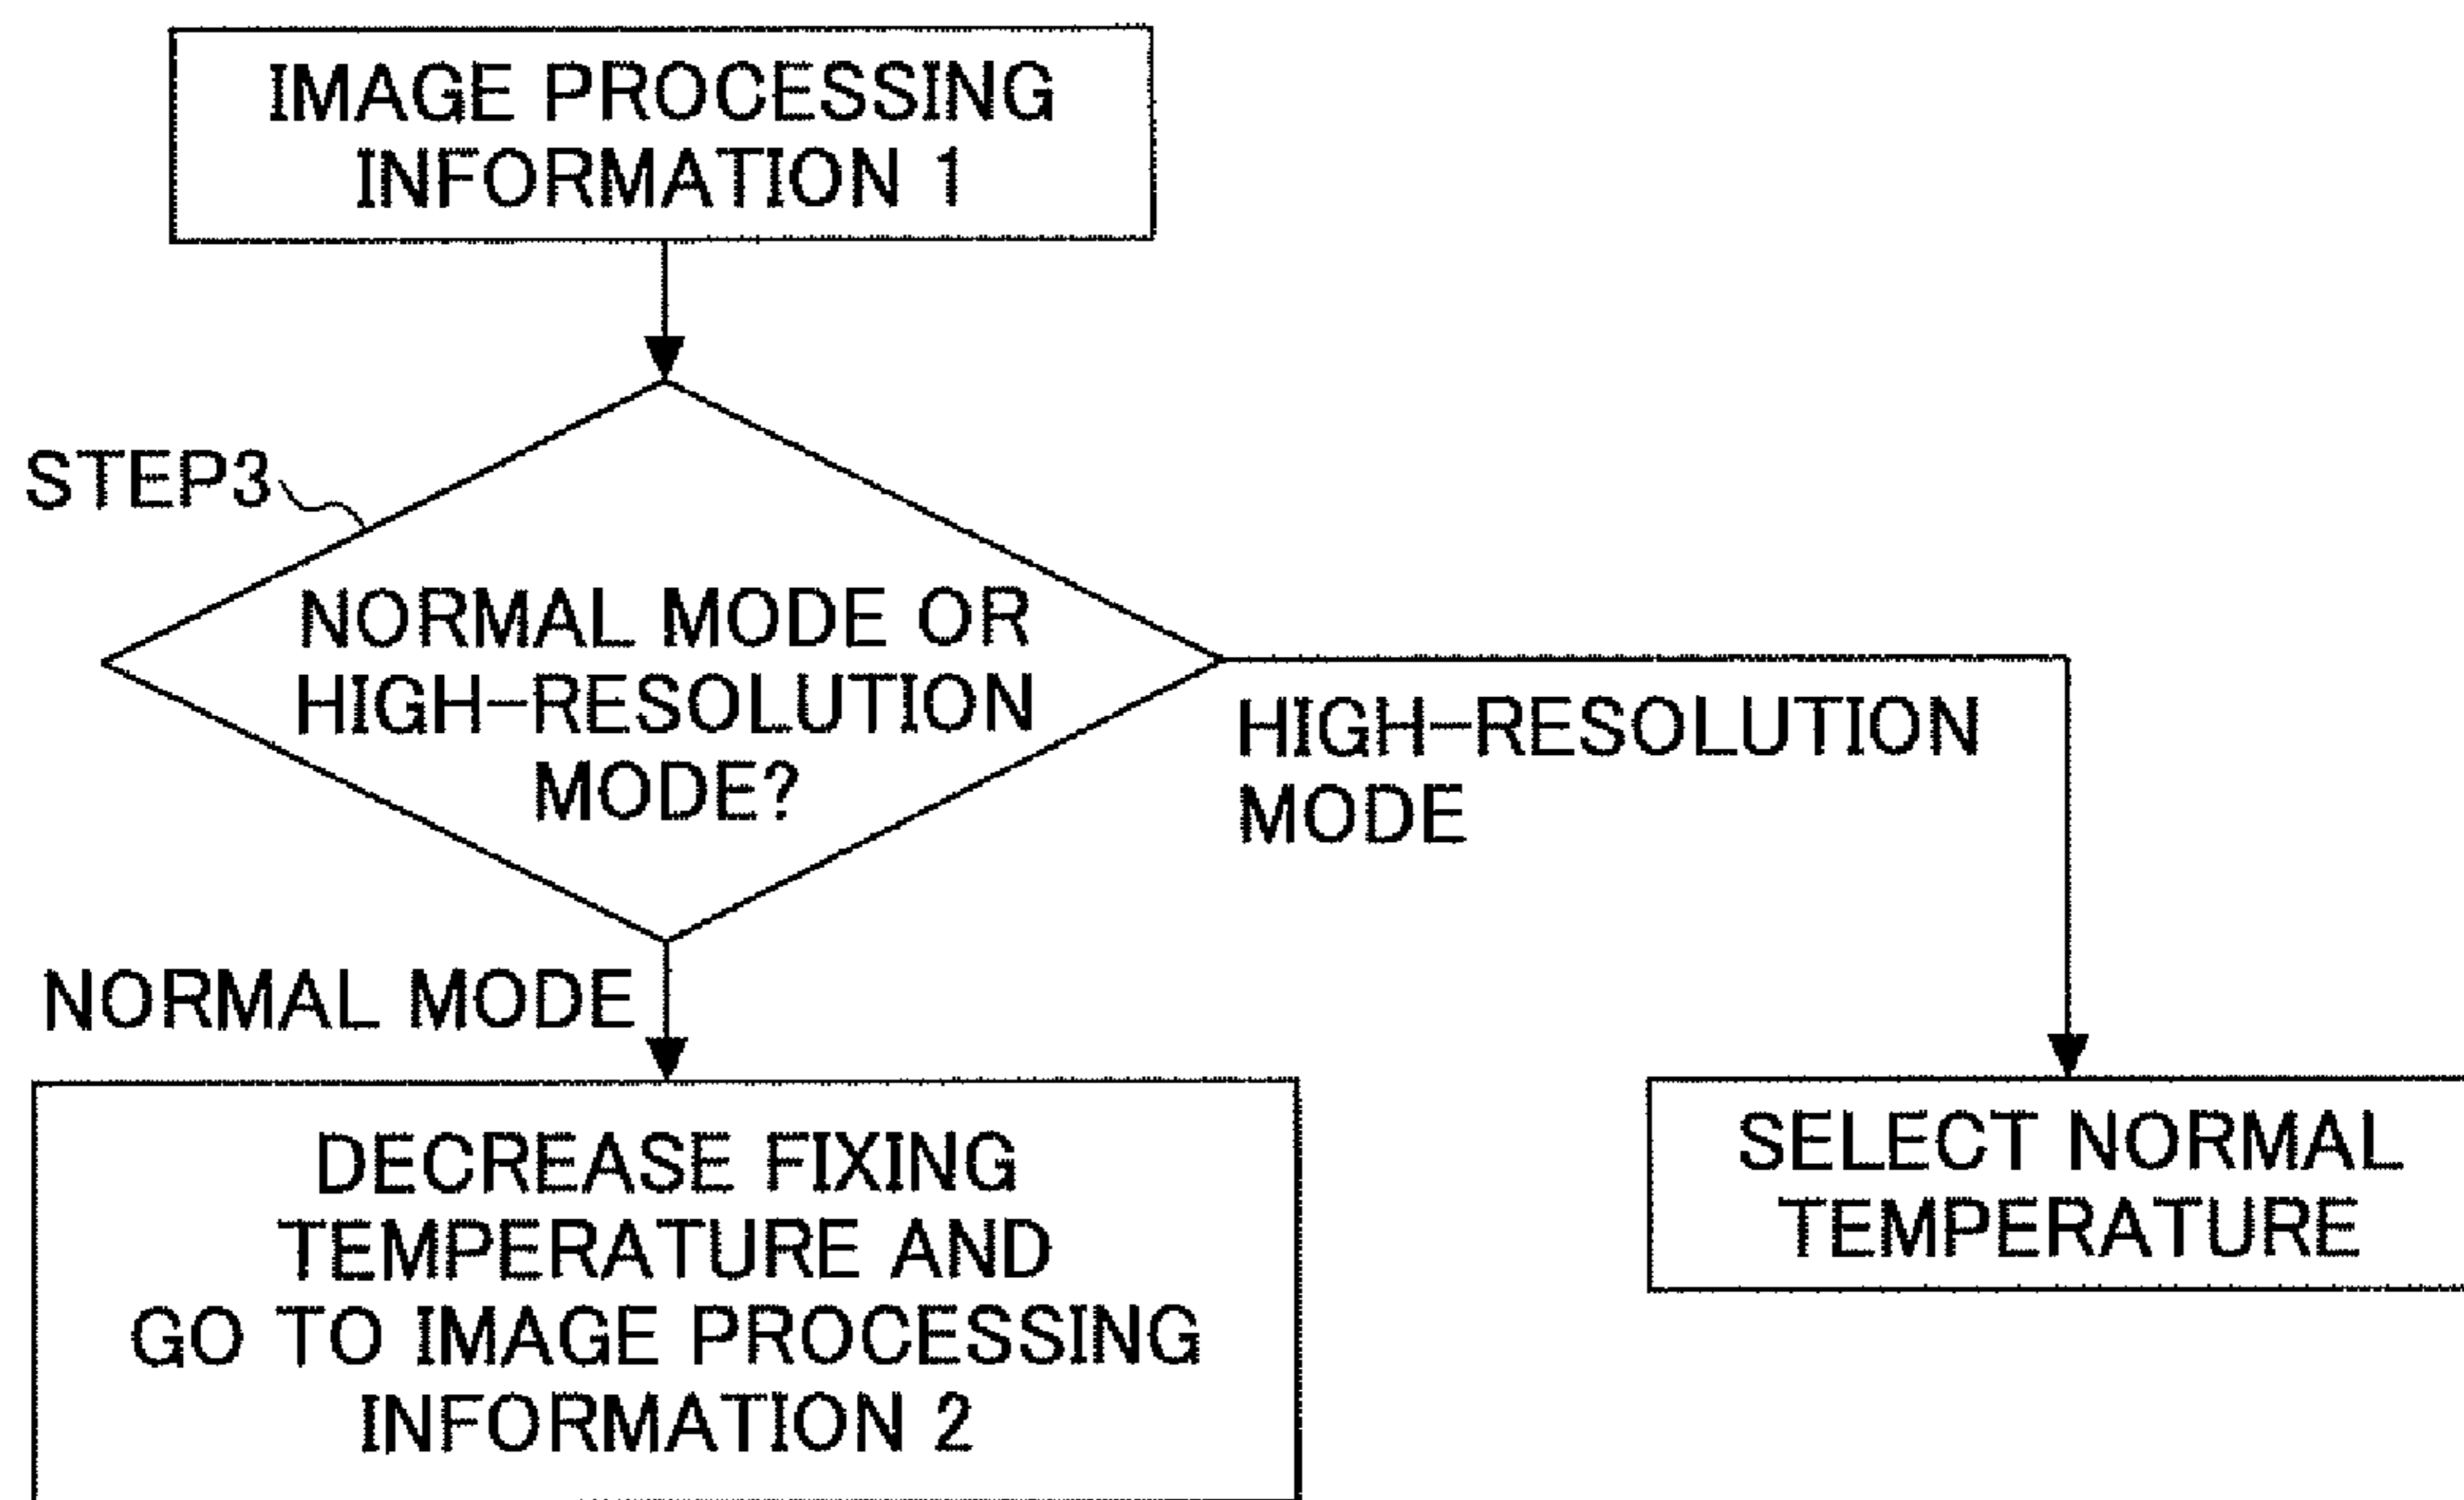 IMAGE PROCESSING
INFORMATION 1
STEP3
NORMAL MODE OR
HIGH-RESOLUTION
MODE?
HIGH-RESOLUTION
MODE
NORMAL MODE
DECREASE FIXING
TEMPERATURE AND
GO TO IMAGE PROCESSING
INFORMATION 2
SELECT NORMAL
TEMPERATURE